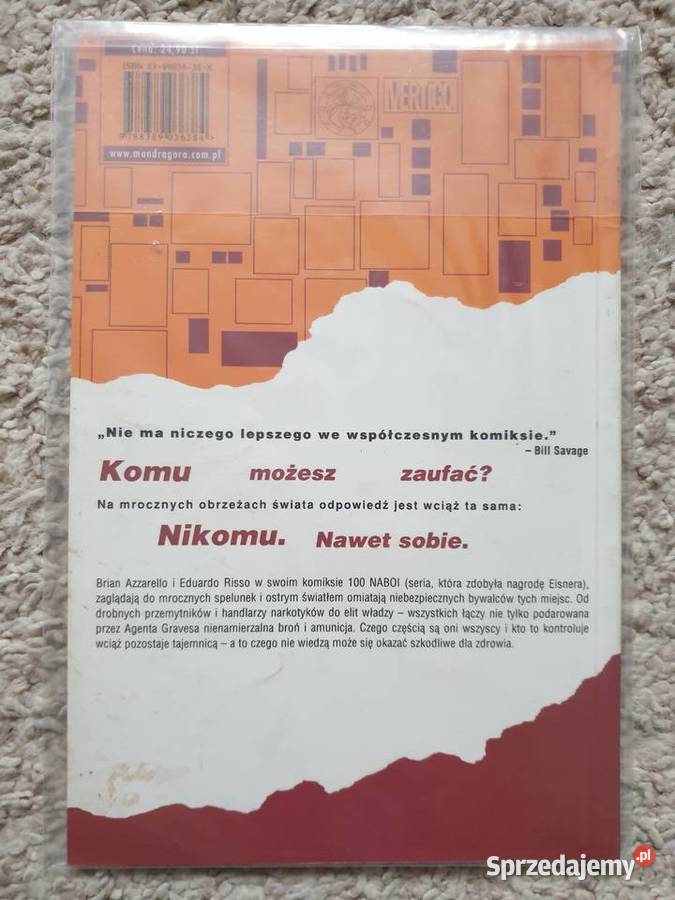 Cena: 24,90 zł
www.mandragora.com.pl
VERTIGO
„Nie ma niczego lepszego we współczesnym komiksie.”
– Bill Savage
Komu możesz zaufać?
Na mrocznych obrzeżach świata odpowiedź jest wciąż ta sama:
Nikomu. Nawet sobie.
Brian Azzarello i Eduardo Risso w swoim komiksie 100 NABOI (seria, która zdobyła nagrodę Eisnera),
zaglądają do mrocznych spelunek i ostrym światłem omiatają niebezpiecznych bywalców tych miejsc. Od
drobnych przemytników i handlarzy narkotyków do elit władzy – wszystkich łączy nie tylko podarowana
przez Agenta Gravesa nienamierzalna broń i amunicja. Czego częścią są oni wszyscy i kto to kontroluje
wciąż pozostaje tajemnicą – a to czego nie wiedzą może się okazać szkodliwe dla zdrowia.
Sprzedajemy.pl